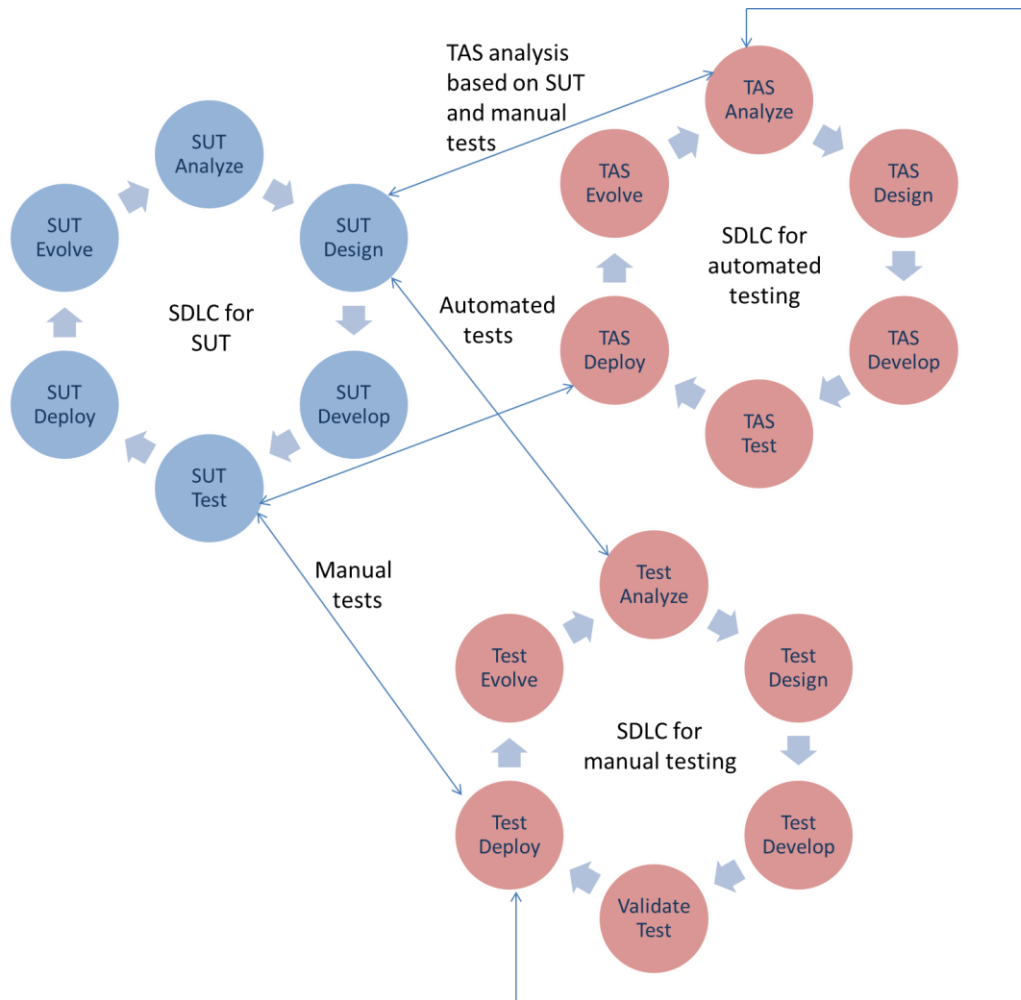 TAS analysis
based on SUT
and manual
tests
SUT
Analyze
SUT
Design
SUT
Develop
SUT
Test
SUT
Deploy
SUT
Evolve
SDLC for
SUT
TAS
Analyze
TAS
Design
TAS
Develop
TAS
Test
TAS
Deploy
TAS
Evolve
SDLC for
automated
testing
Automated
tests
Manual
tests
Test
Analyze
Test
Design
Test
Develop
Validate
Test
Test
Deploy
Test
Evolve
SDLC for
manual testing